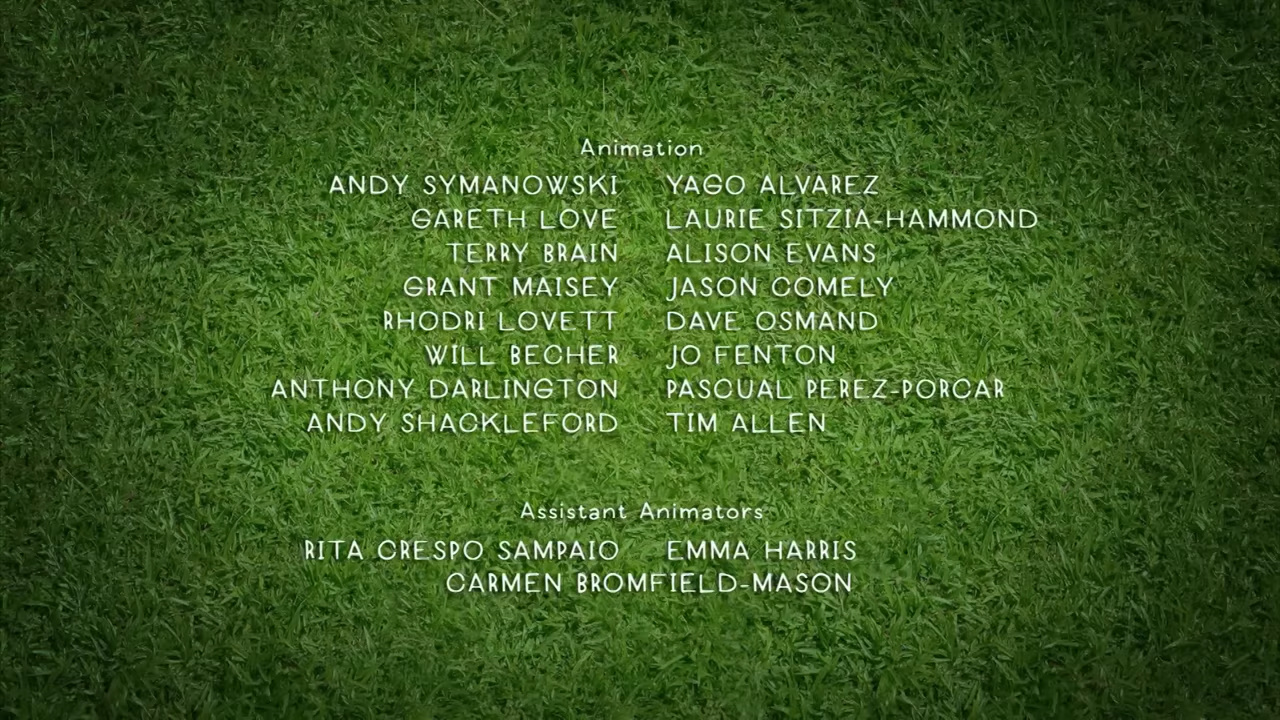 Animation
ANDY SYMANOWSKI YAGO ALVAREZ
GARETH LOVE LAURIE SITZIA-HAMMOND
TERRY BRAIN ALISON EVANS
GRANT MAISEY JASON COMELY
RHODRI LOVETT DAVE OSMAND
WILL BECHER JO FENTON
ANTHONY DARLINGTON PASCUAL PEREZ-PORCAR
ANDY SHACKLEFORD TIM ALLEN
Assistant Animators
RITA CRESPO SAMPAIO EMMA HARRIS
CARMEN BROMFIELD-MASON